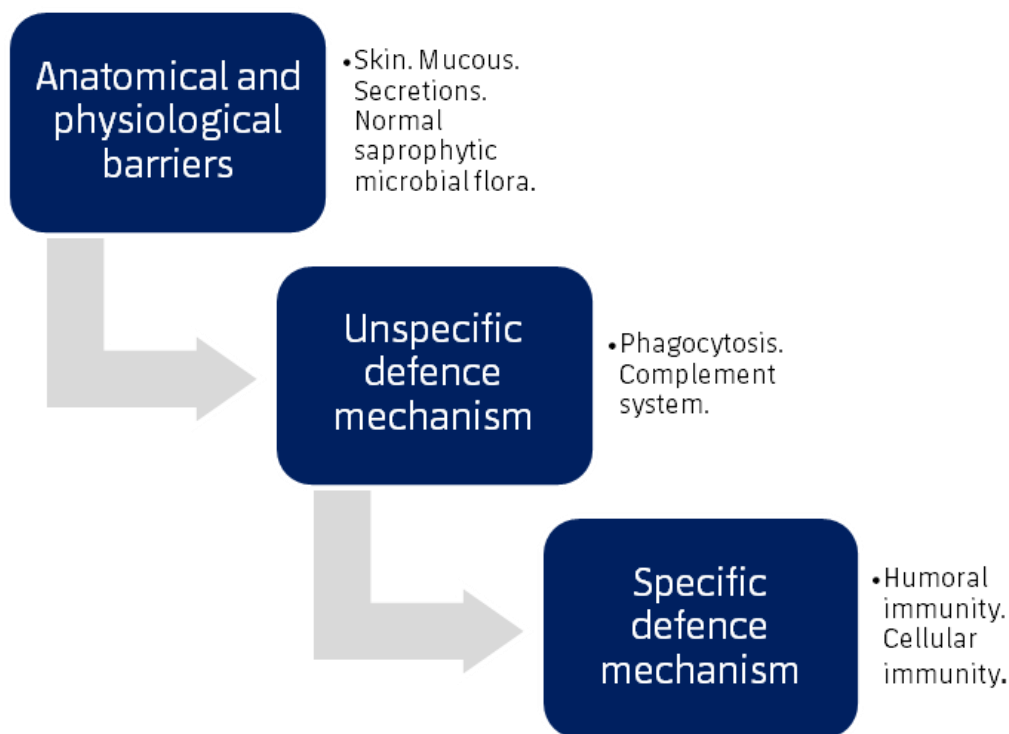 Anatomical and
physiological
barriers
•Skin. Mucous.
Secretions.
Normal
saprophytic
microbial flora.
Unspecific
defence
mechanism
•Phagocytosis.
Complement
system.
Specific
defence
mechanism
•Humoral
immunity.
Cellular
immunity.